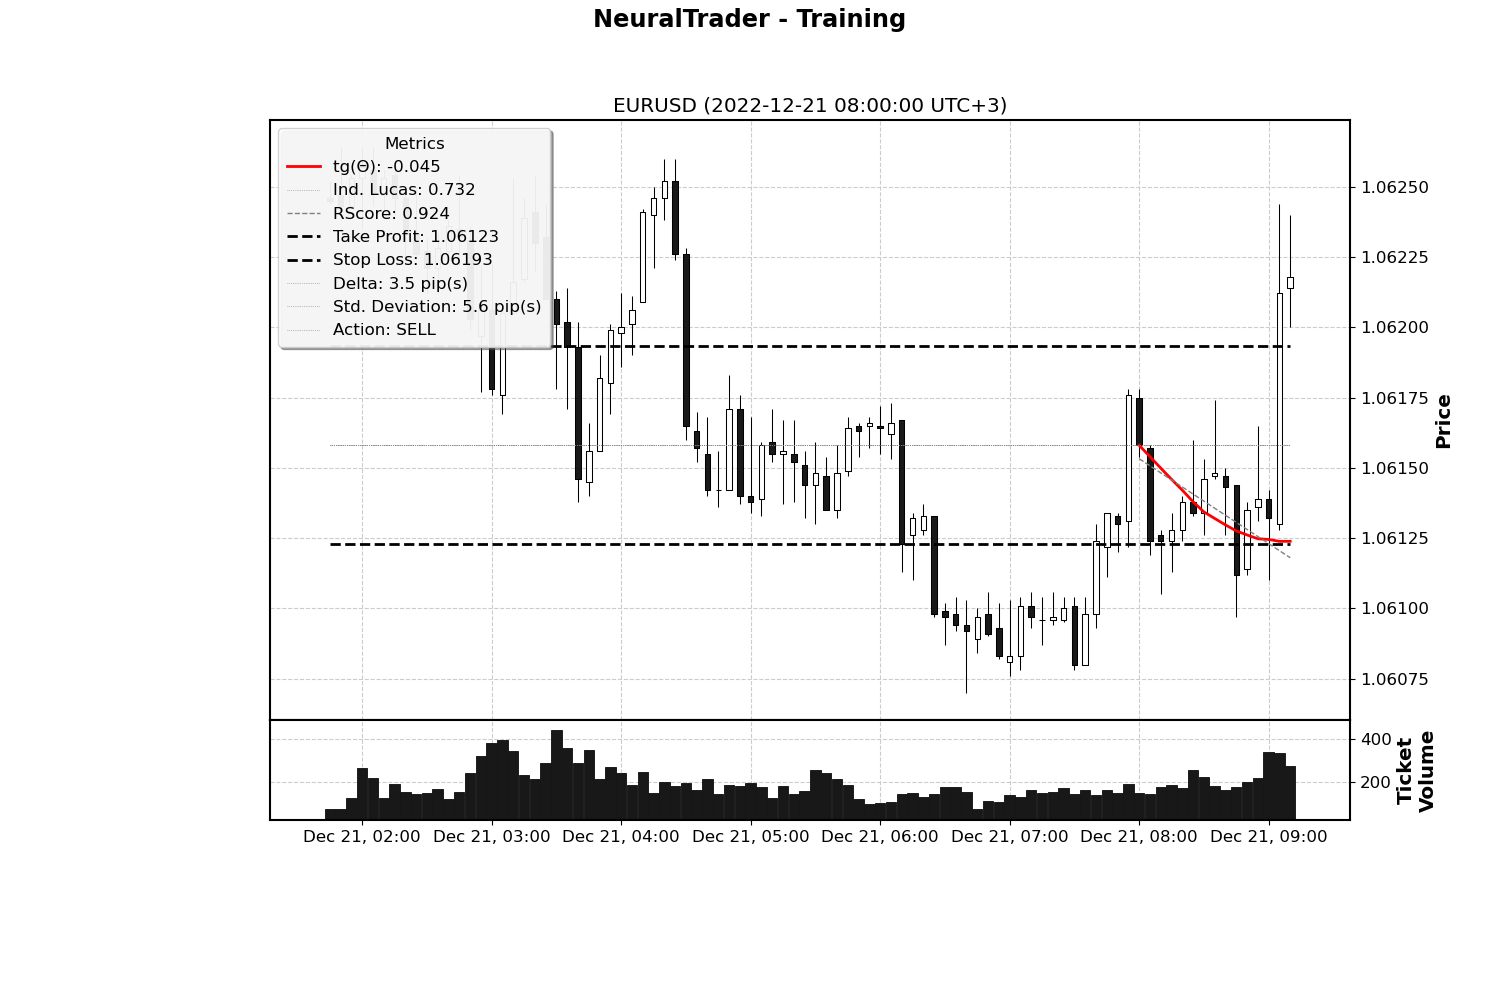 NeuralTrader - Training
EURUSD (2022-12-21 08:00:00 UTC+3)
Metrics
tg(Θ): -0.045
Ind. Lucas: 0.732
RScore: 0.924
Take Profit: 1.06123
Stop Loss: 1.06193
Delta: 3.5 pip(s)
Std. Deviation: 5.6 pip(s)
Action: SELL
1.06250
1.06225
1.06200
1.06175
1.06150
1.06125
1.06100
1.06075
Price
400
200
Ticket
Volume
Dec 21, 02:00
Dec 21, 03:00
Dec 21, 04:00
Dec 21, 05:00
Dec 21, 06:00
Dec 21, 07:00
Dec 21, 08:00
Dec 21, 09:00